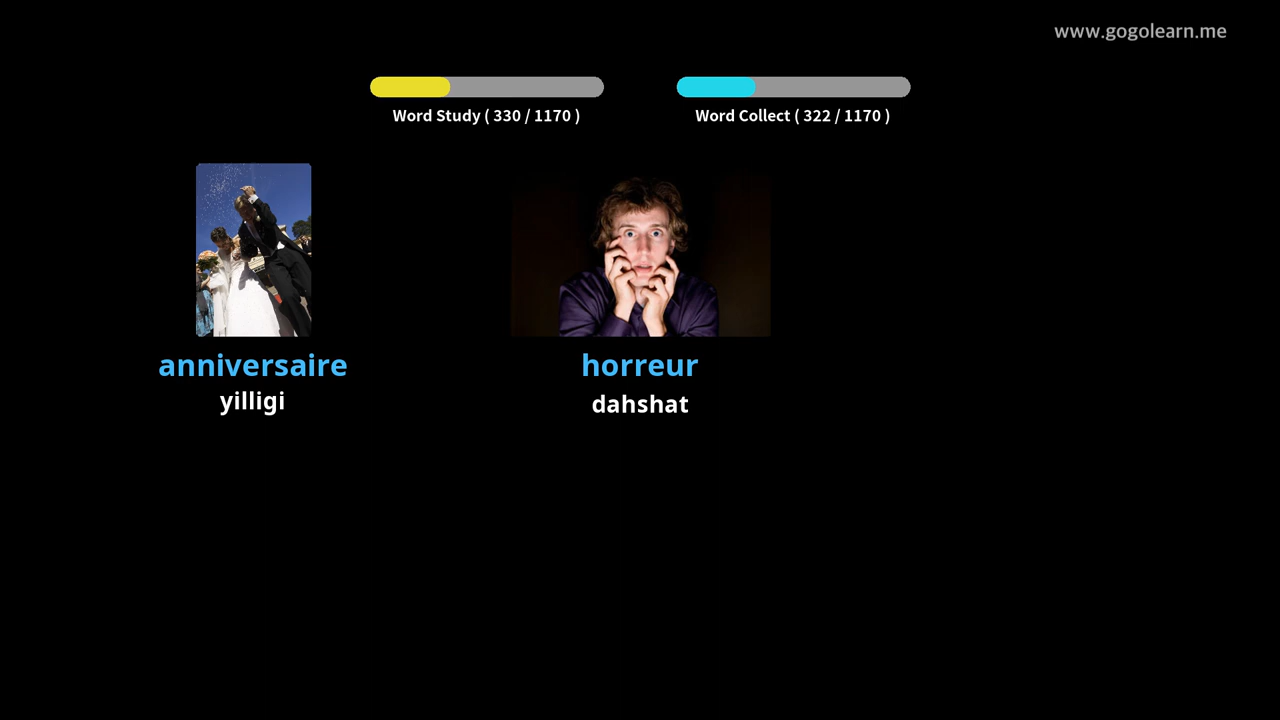 www.gogolearn.me
Word Study ( 330 / 1170 )
Word Collect ( 322 / 1170 )
anniversaire
yilligi
horreur
dahshat